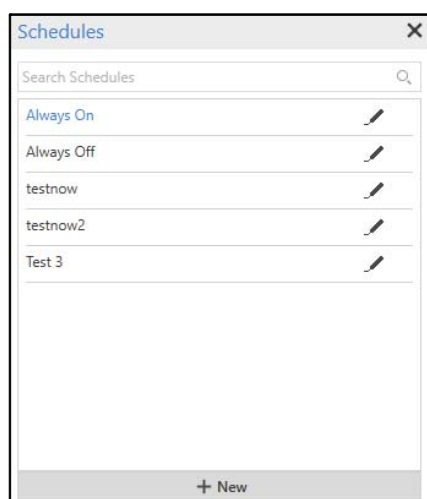 Schedules
Search Schedules
Always On
Always Off
testnow
testnow2
Test 3
+ New